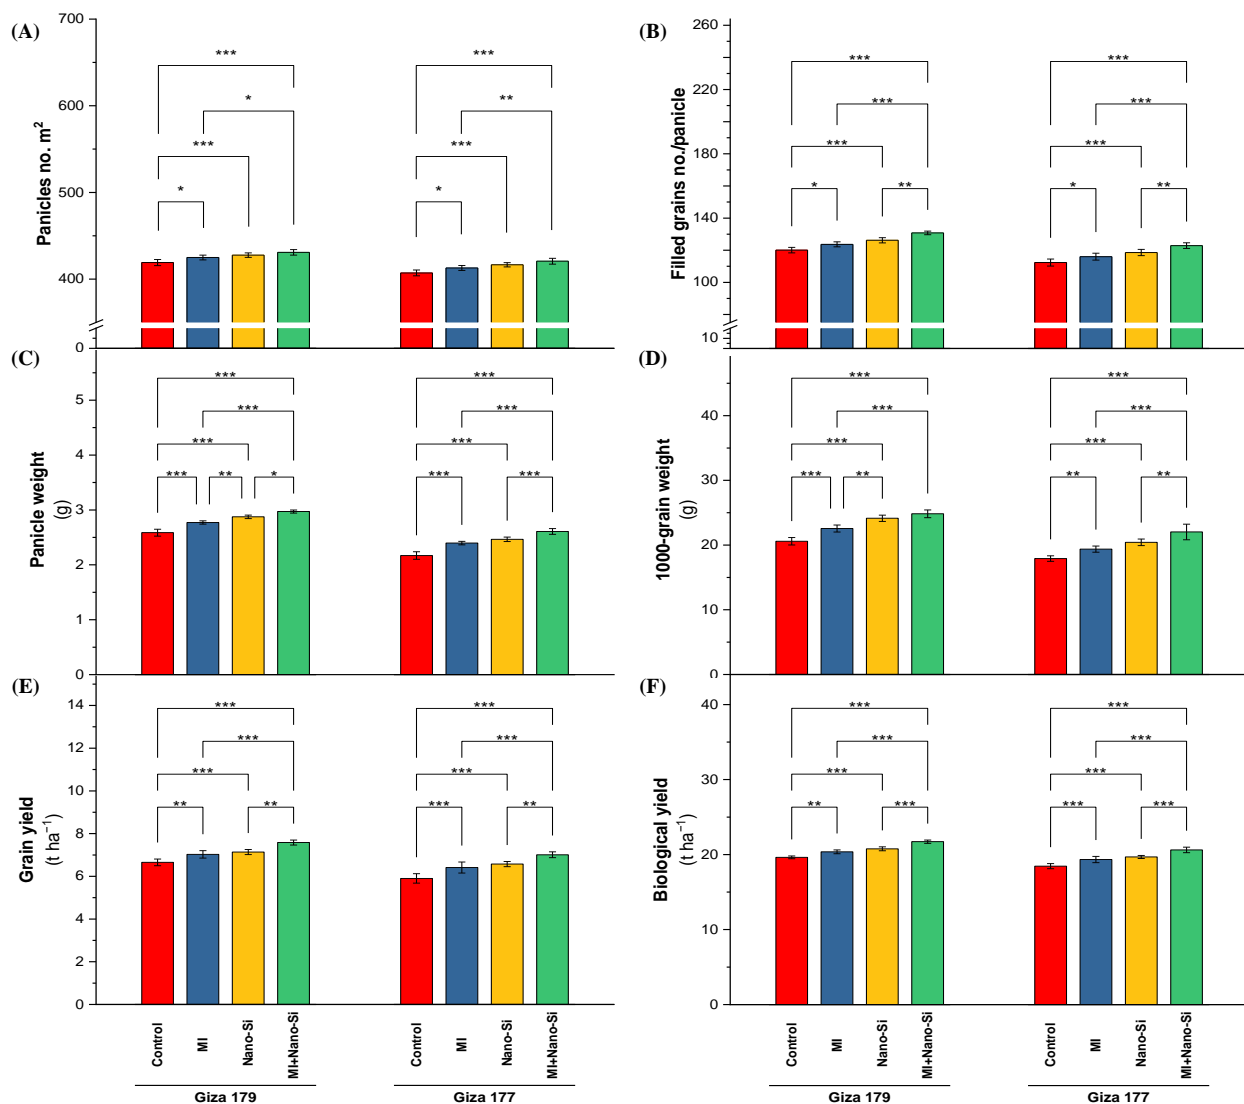 (A)
Panicles no. m²
700
600
500
400
0
***
*
***
*
***
**
***
*
(B)
Filled grains no./panicle
260
220
180
140
100
10
***
***
***
*
**
***
***
***
*
**
(C)
Panicle weight
(g)
5
4
3
2
1
0
***
***
***
***
**
*
***
***
***
***
***
(D)
1000-grain weight
(g)
40
30
20
10
0
***
***
***
***
**
***
***
***
**
**
(E)
Grain yield
(t ha⁻¹)
14
12
10
8
6
4
2
0
***
***
***
**
**
***
***
***
***
**
(F)
Biological yield
(t ha⁻¹)
40
30
20
10
0
***
***
***
**
***
***
***
***
***
***
Control
MI
Nano-Si
MI+Nano-Si
Control
MI
Nano-Si
MI+Nano-Si
Giza 179
Giza 177
Control
MI
Nano-Si
MI+Nano-Si
Control
MI
Nano-Si
MI+Nano-Si
Giza 179
Giza 177